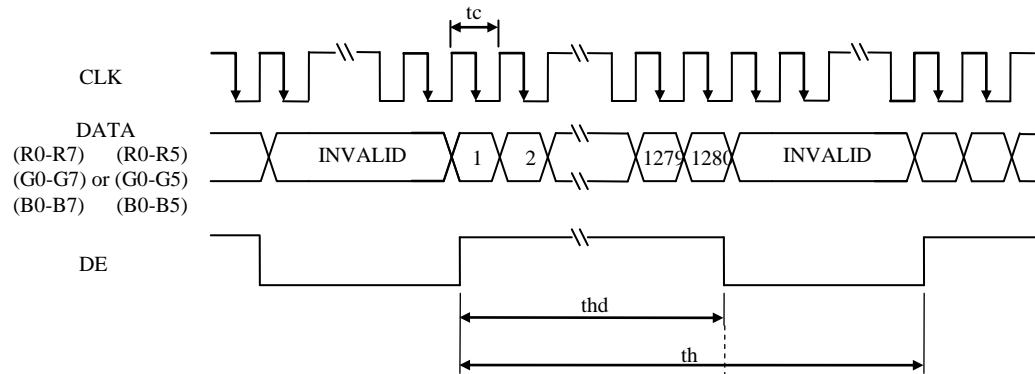 tc
CLK
DATA
(R0-R7) (R0-R5)
(G0-G7) or (G0-G5)
(B0-B7) (B0-B5)
INVALID 1 2 1279 1280 INVALID
DE
thd
th